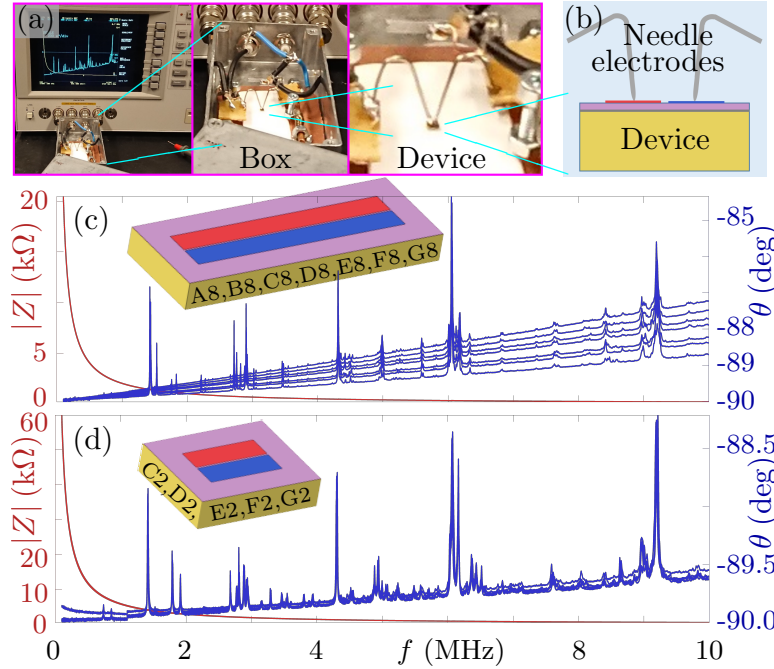 (a)
Box
Device
(b)
Needle
electrodes
Device
(c)
20
10
5
0
|Z| (kΩ)
A8,B8,C8,D8,E8,F8,G8
-85
-88
-89
-90
θ (deg)
(d)
60
20
10
0
|Z| (kΩ)
C2,D2,
E2,F2,G2
-88.5
-89.5
-90.0
θ (deg)
0
2
4
f (MHz)
6
8
10